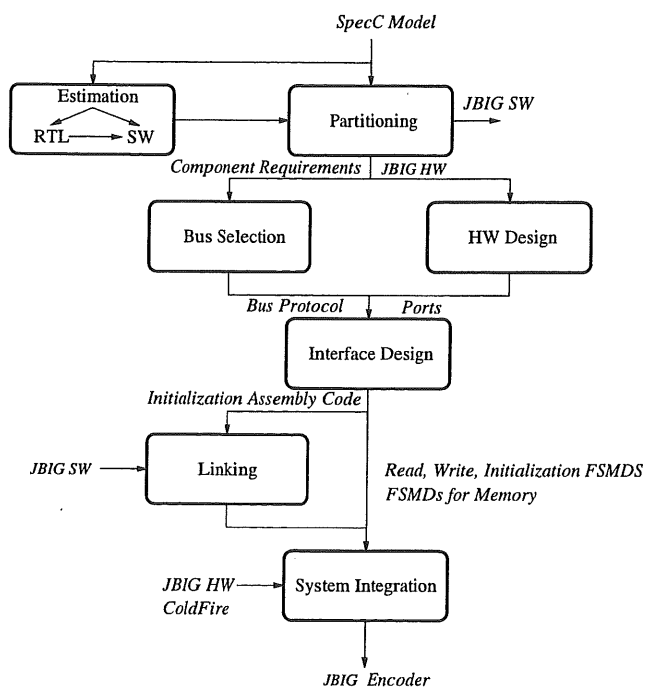 SpecC Model
Estimation
RTL SW
Partitioning
JBIG SW
Component Requirements
JBIG HW
Bus Selection
HW Design
Bus Protocol
Ports
Interface Design
Initialization Assembly Code
JBIG SW
Linking
Read, Write, Initialization FSMDS
FSMDs for Memory
JBIG HW
ColdFire
System Integration
JBIG Encoder